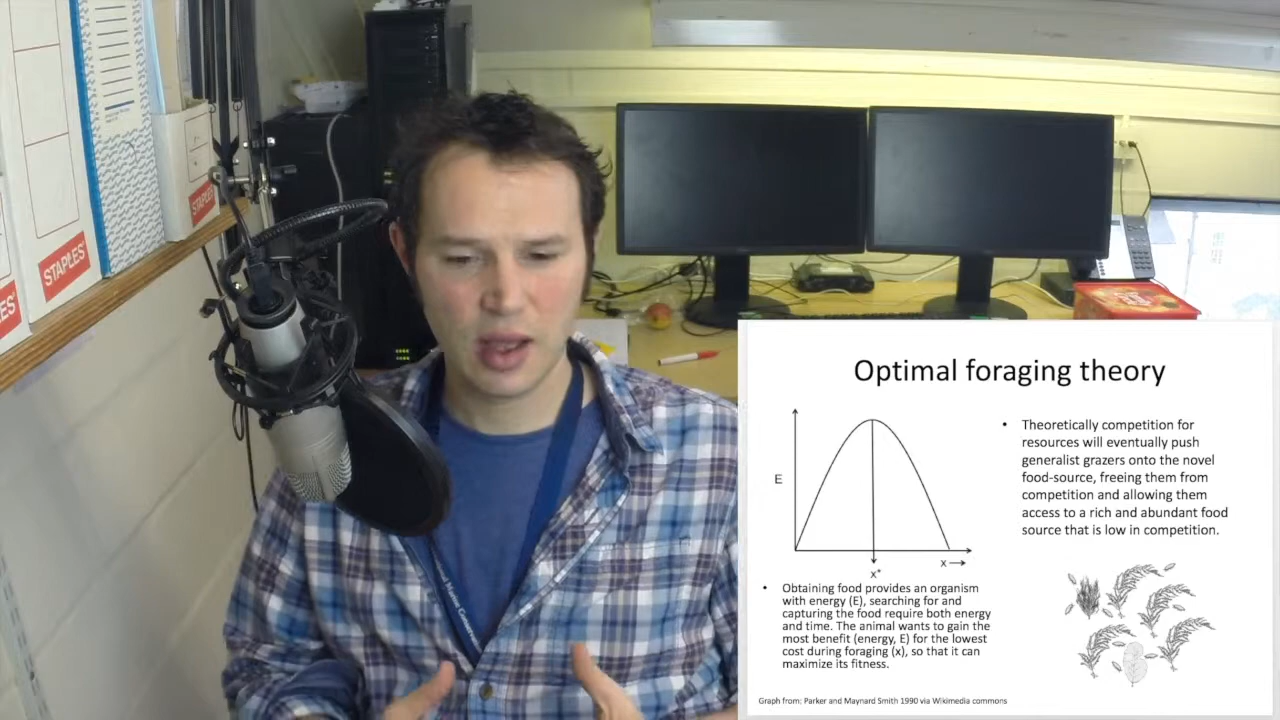 STAPLES
STAPLES
ES
Optimal foraging theory
E
x
x*
• Theoretically competition for
resources will eventually push
generalist grazers onto the novel
food-source, freeing them from
competition and allowing them
access to a rich and abundant food
source that is low in competition.
• Obtaining food provides an organism
with energy (E), searching for and
capturing the food require both energy
and time. The animal wants to gain the
most benefit (energy, E) for the lowest
cost during foraging (x), so that it can
maximize its fitness.
Graph from: Parker and Maynard Smith 1990 via Wikimedia commons